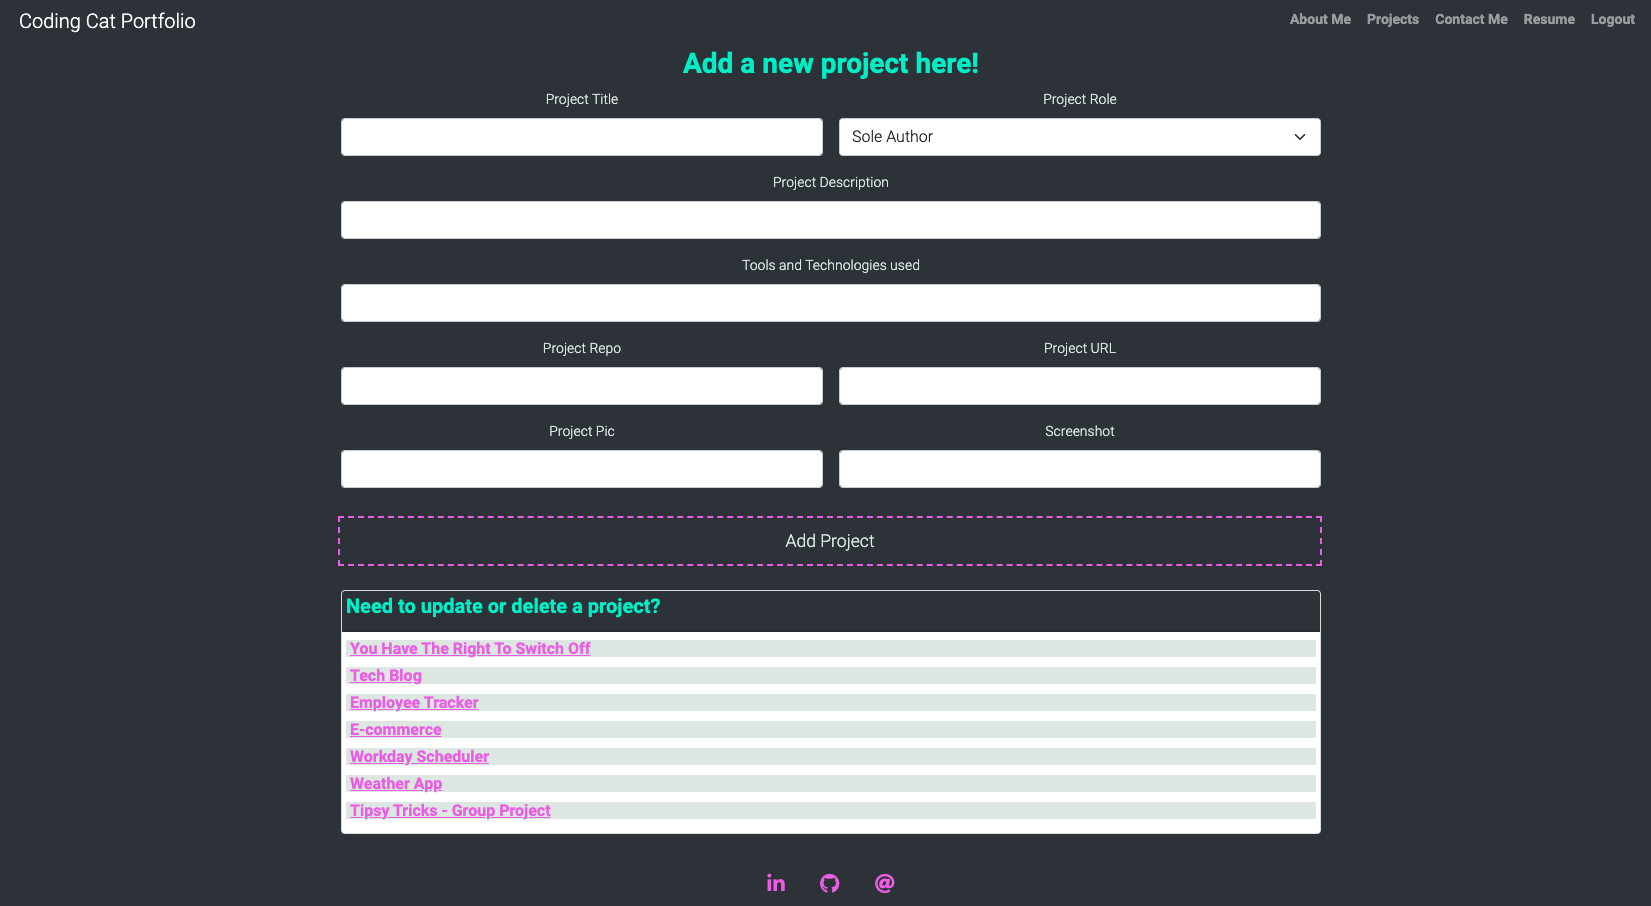 Coding Cat Portfolio
About Me Projects Contact Me Resume Logout
Add a new project here!
Project Title Project Role
Sole Author
Project Description
Tools and Technologies used
Project Repo Project URL
Project Pic Screenshot
Add Project
Need to update or delete a project?
You Have The Right To Switch Off
Tech Blog
Employee Tracker
E-commerce
Workday Scheduler
Weather App
Tipsy Tricks - Group Project
in @